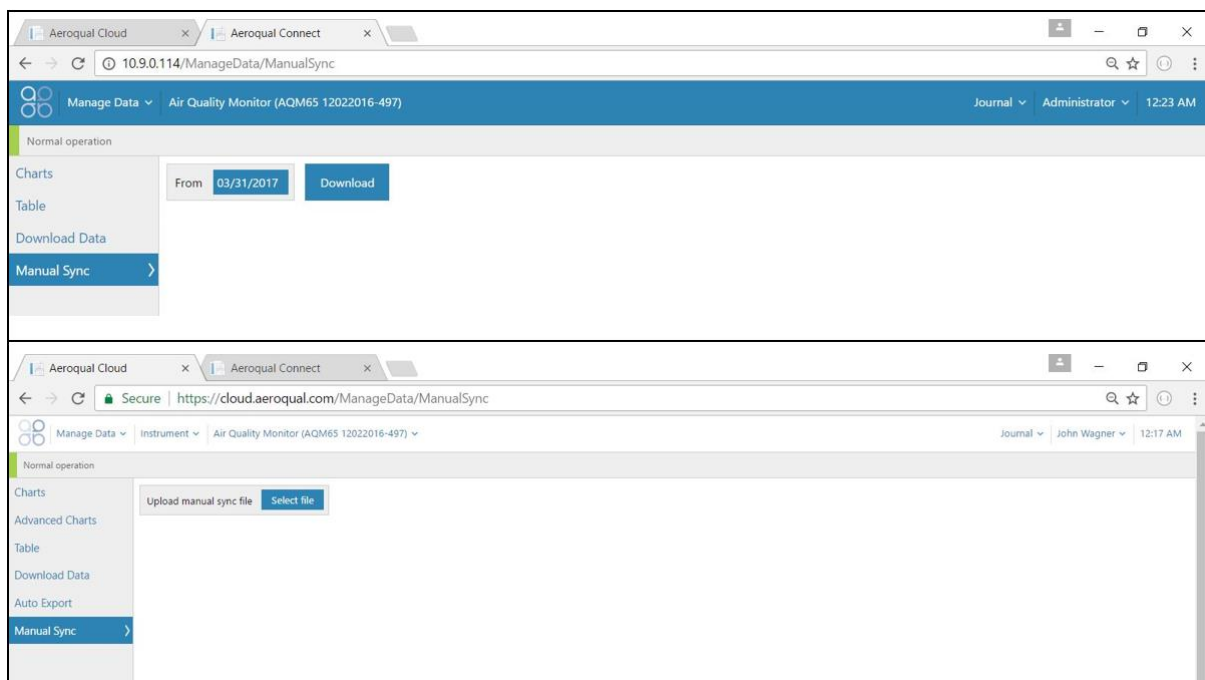 Aeroqual Cloud × Aeroqual Connect ×
10.9.0.114/ManageData/ManualSync
Manage Data Air Quality Monitor (AQM65 12022016-497) Journal Administrator 12:23 AM
Normal operation
Charts
From 03/31/2017 Download
Table
Download Data
Manual Sync
Aeroqual Cloud × Aeroqual Connect ×
Secure | https://cloud.aeroqual.com/ManageData/ManualSync
Manage Data Instrument Air Quality Monitor (AQM65 12022016-497) Journal John Wagner 12:17 AM
Normal operation
Charts
Upload manual sync file Select file
Advanced Charts
Table
Download Data
Auto Export
Manual Sync